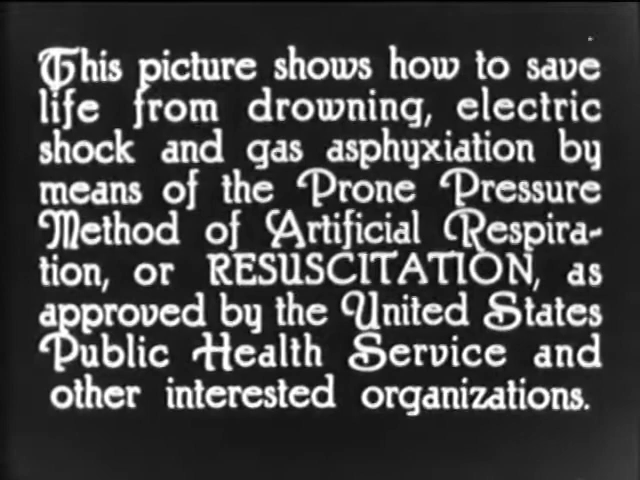 This picture shows how to save
life from drowning, electric
shock and gas asphyxiation by
means of the Prone Pressure
Method of Artificial Respira-
tion, or RESUSCITATION, as
approved by the United States
Public Health Service and
other interested organizations.